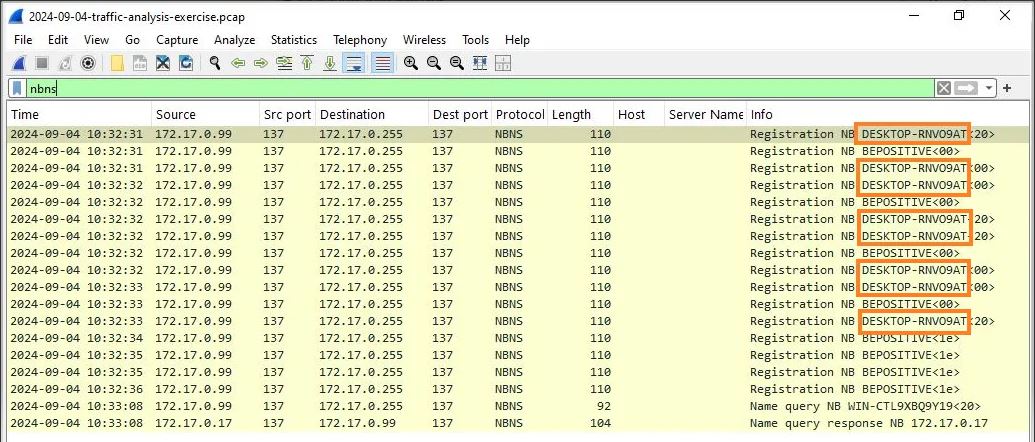 2024-09-04-traffic-analysis-exercise.pcap
File Edit View Go Capture Analyze Statistics Telephony Wireless Tools Help
nbns
Time Source Src port Destination Dest port Protocol Length Host Server Name Info
2024-09-04 10:32:31 172.17.0.99 137 172.17.0.255 137 NBNS 110 Registration NB DESKTOP-RNVO9AT<20>
2024-09-04 10:32:31 172.17.0.99 137 172.17.0.255 137 NBNS 110 Registration NB BEPOSITIVE<00>
2024-09-04 10:32:31 172.17.0.99 137 172.17.0.255 137 NBNS 110 Registration NB DESKTOP-RNVO9AT<00>
2024-09-04 10:32:32 172.17.0.99 137 172.17.0.255 137 NBNS 110 Registration NB DESKTOP-RNVO9AT<00>
2024-09-04 10:32:32 172.17.0.99 137 172.17.0.255 137 NBNS 110 Registration NB BEPOSITIVE<00>
2024-09-04 10:32:32 172.17.0.99 137 172.17.0.255 137 NBNS 110 Registration NB DESKTOP-RNVO9AT<20>
2024-09-04 10:32:32 172.17.0.99 137 172.17.0.255 137 NBNS 110 Registration NB DESKTOP-RNVO9AT<20>
2024-09-04 10:32:32 172.17.0.99 137 172.17.0.255 137 NBNS 110 Registration NB BEPOSITIVE<00>
2024-09-04 10:32:32 172.17.0.99 137 172.17.0.255 137 NBNS 110 Registration NB DESKTOP-RNVO9AT<00>
2024-09-04 10:32:33 172.17.0.99 137 172.17.0.255 137 NBNS 110 Registration NB DESKTOP-RNVO9AT<00>
2024-09-04 10:32:33 172.17.0.99 137 172.17.0.255 137 NBNS 110 Registration NB BEPOSITIVE<00>
2024-09-04 10:32:33 172.17.0.99 137 172.17.0.255 137 NBNS 110 Registration NB DESKTOP-RNVO9AT<20>
2024-09-04 10:32:34 172.17.0.99 137 172.17.0.255 137 NBNS 110 Registration NB BEPOSITIVE<1e>
2024-09-04 10:32:35 172.17.0.99 137 172.17.0.255 137 NBNS 110 Registration NB BEPOSITIVE<1e>
2024-09-04 10:32:35 172.17.0.99 137 172.17.0.255 137 NBNS 110 Registration NB BEPOSITIVE<1e>
2024-09-04 10:32:36 172.17.0.99 137 172.17.0.255 137 NBNS 110 Registration NB BEPOSITIVE<1e>
2024-09-04 10:33:08 172.17.0.99 137 172.17.0.255 137 NBNS 92 Name query NB WIN-CTL9XBQ9Y19<20>
2024-09-04 10:33:08 172.17.0.17 137 172.17.0.99 137 NBNS 104 Name query response NB 172.17.0.17